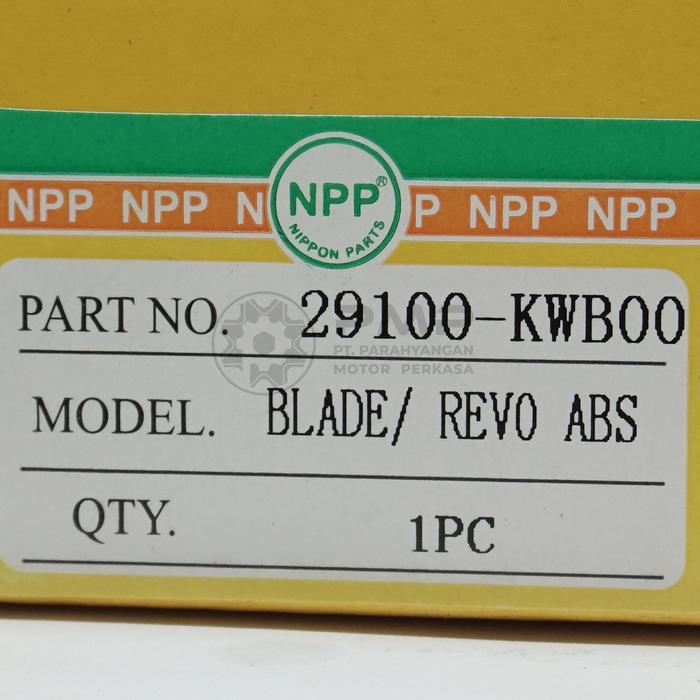 NPP NPP N NPP® P NPP NPP
NIPPON PARTS
PART NO. 29100-KWB00
PT. PARAHYANGAN
MOTOR PERKASA
MODEL. BLADE/ REVO ABS
QTY. 1PC